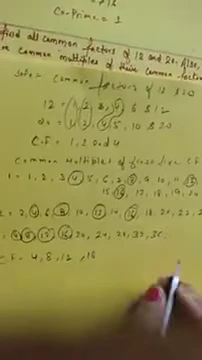 Co-Prime = 1
find all common factors of 12 and 20. Also,
common multiples of these common factors
common factors of 12 & 20
12 = 1, 2, 3, 4, 6 & 12
20 = 1, 2, 4, 5, 10 & 20
C.F = 1, 2 and 4
Common Multiples of first five C.F
1 = 1, 2, 3, 4, 5, 6, 7, 8, 9, 10, 11
15, 16, 17, 18, 19, 20
= 2, 4, 6, 8, 10, 12, 14, 16, 18, 20, 22, 2
4, 8, 12, 16, 20, 24, 28, 32, 36
C.F = 4, 8, 12, 16